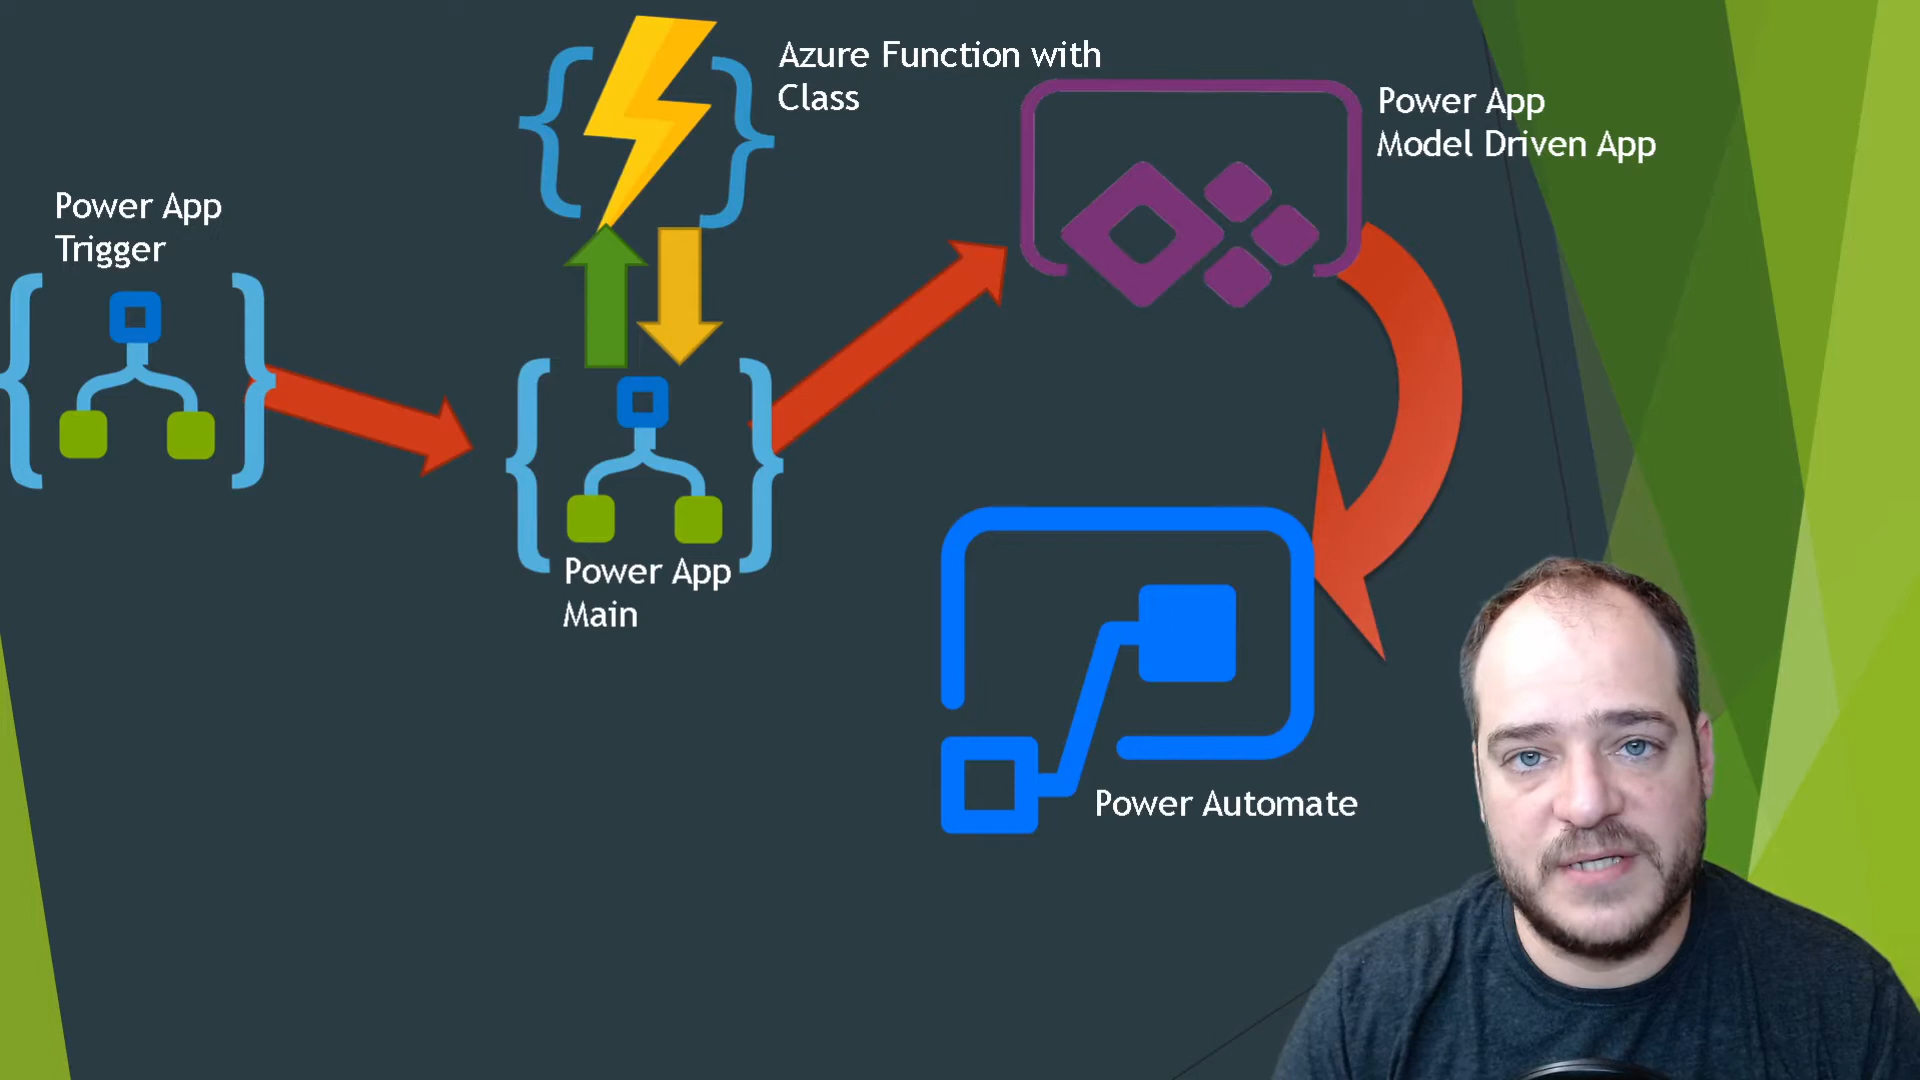 Azure Function with
Class
Power App
Model Driven App
Power App
Trigger
Power App
Main
Power Automate